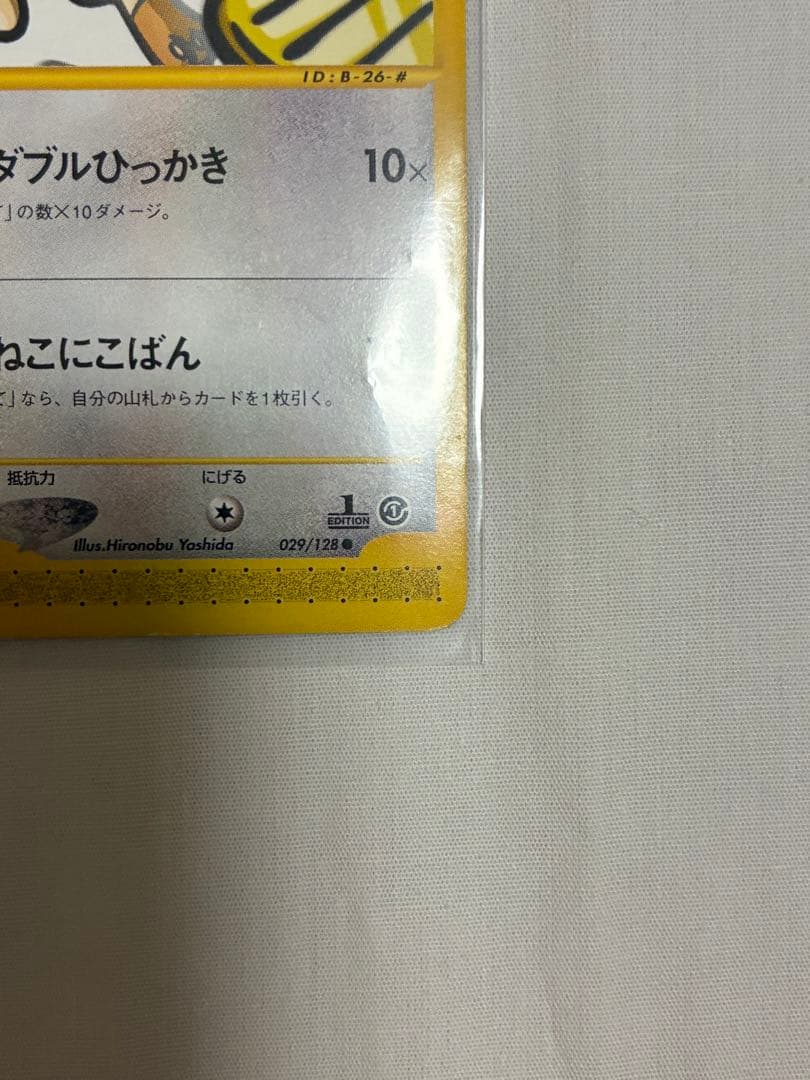 ID:B-26-#
ダブルひっかき 10×
」の数×10ダメージ。
ねこにこばん
」なら、自分の山札からカードを1枚引く。
抵抗力 にげる
1 EDITION
Illus.Hironobu Yoshida 029/128 ●